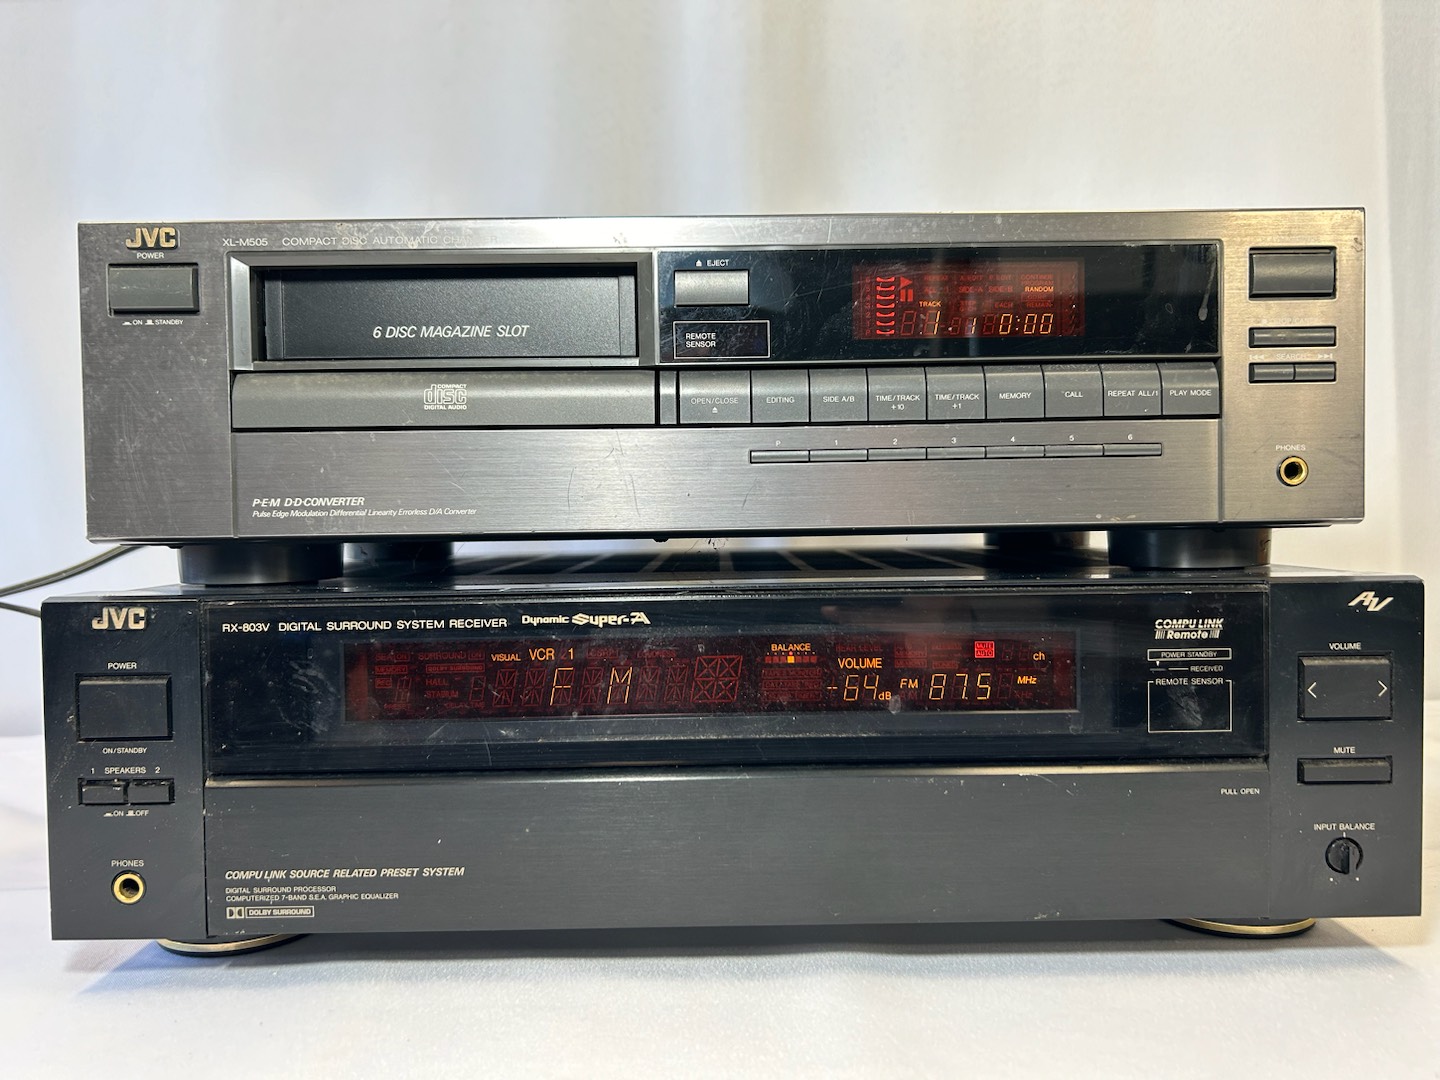 JVC
POWER
ON STANDBY
XL-M505 COMPACT DISC AUTOMATIC
6 DISC MAGAZINE SLOT
EJECT
REMOTE
SENSOR
RANDOM
TRACK
1 1 0:00
COMPACT
disc
DIGITAL AUDIO
OPEN/CLOSE
EDITING
SIDE A/B
TIME/TRACK
+10
TIME/TRACK
+1
MEMORY
CALL
REPEAT ALL/1
PLAY MODE
P 1 2 3 4 5 6
SEARCH
PHONES
P·E·M D·D·CONVERTER
Pulse Edge Modulation Differential Linearity Errorless D/A Converter
JVC
POWER
ON/STANDBY
1 SPEAKERS 2
ON OFF
PHONES
RX-803V DIGITAL SURROUND SYSTEM RECEIVER Dynamic Super-A
VISUAL VCR 1
FM
BALANCE
VOLUME
-64dB FM 87.5 MHz
ch
COMPU LINK
Remote
POWER STANDBY
RECEIVED
REMOTE SENSOR
AV
VOLUME
MUTE
INPUT BALANCE
PULL OPEN
COMPU LINK SOURCE RELATED PRESET SYSTEM
DIGITAL SURROUND PROCESSOR
COMPUTERIZED 7-BAND S.E.A. GRAPHIC EQUALIZER
DOLBY SURROUND